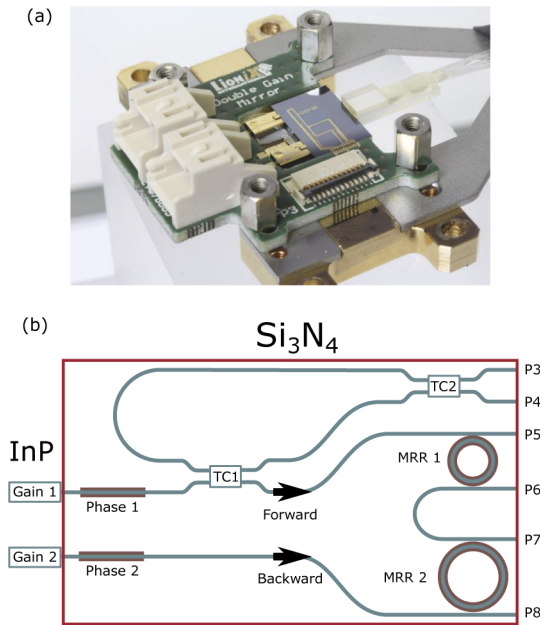 (a)
LioniX
Double Gain
Mirror
P3
(b)
Si₃N₄
InP
P3
TC2
P4
P5
MRR 1
TC1
Gain 1
P6
Phase 1
Forward
P7
Gain 2
Phase 2
Backward
MRR 2
P8